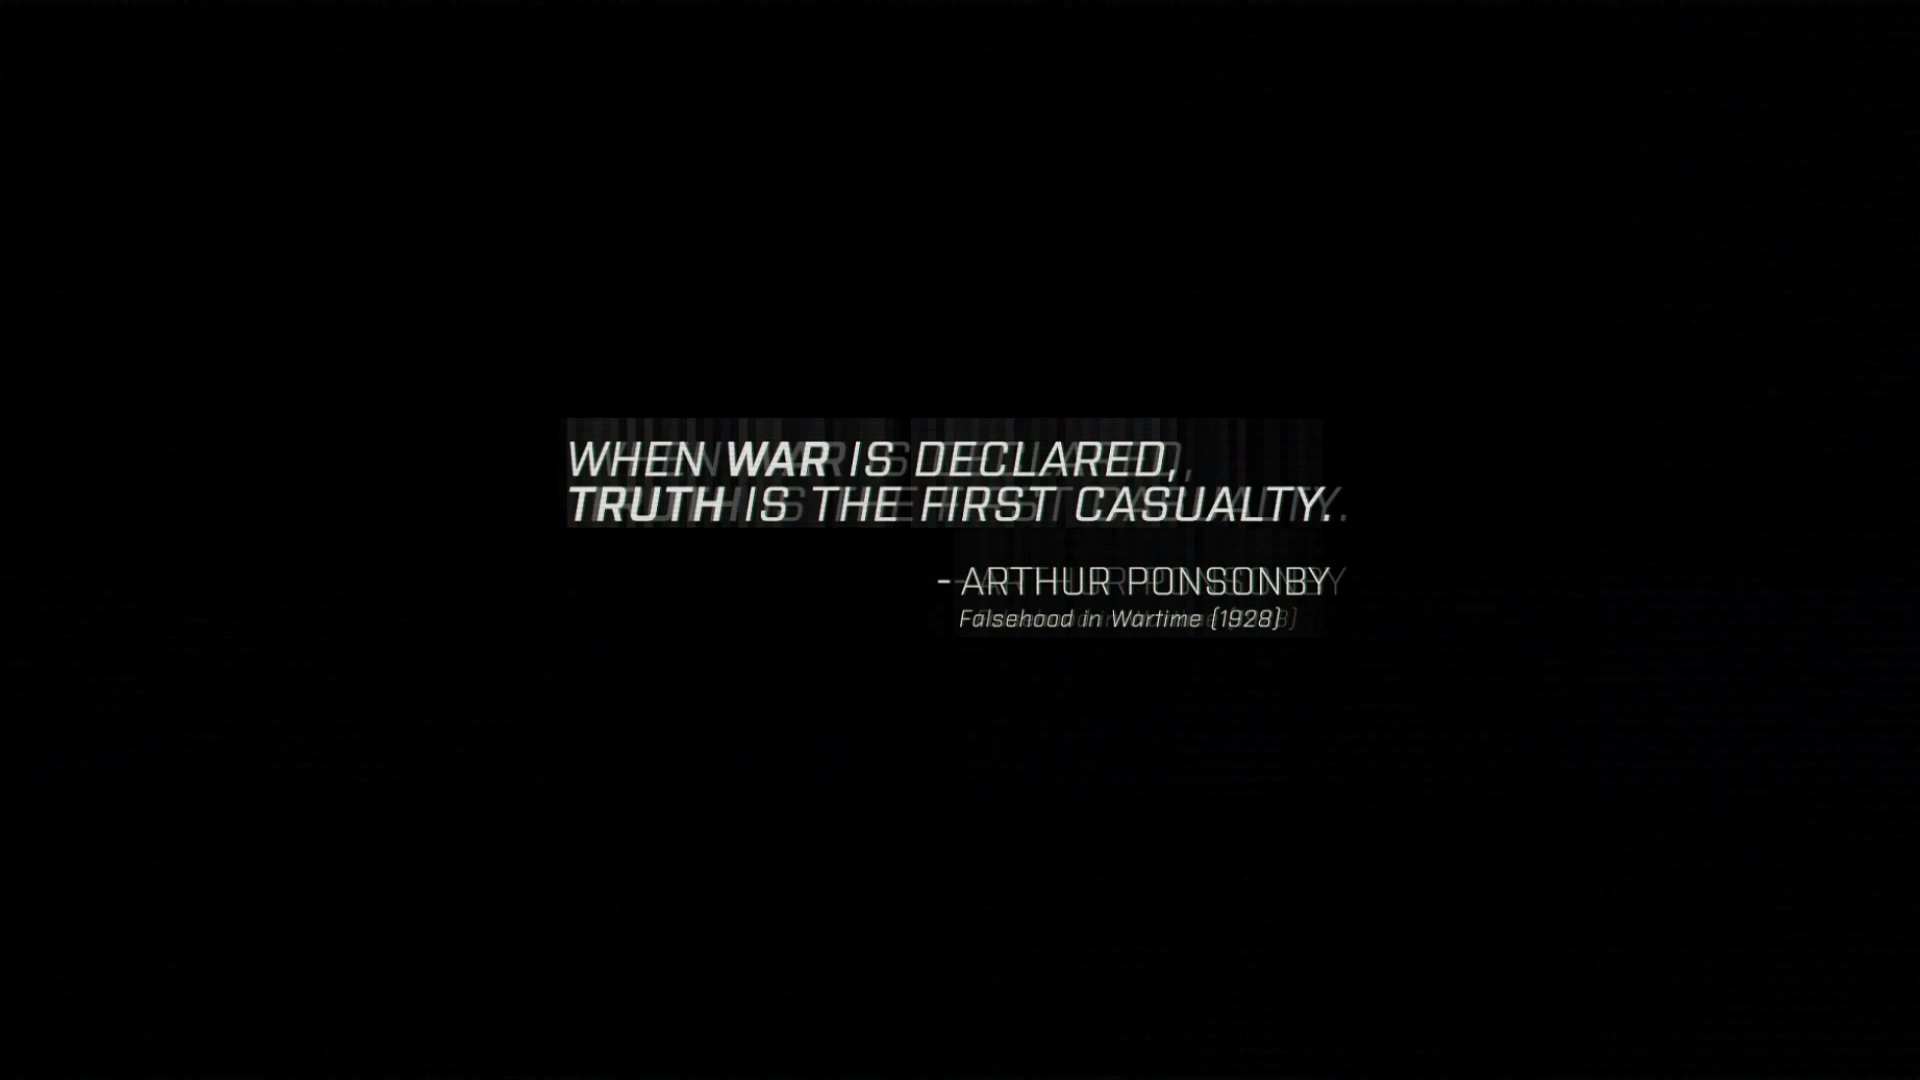 WHEN WAR IS DECLARED,
TRUTH IS THE FIRST CASUALTY.
- ARTHUR PONSONBY
Falsehood in Wartime (1928)